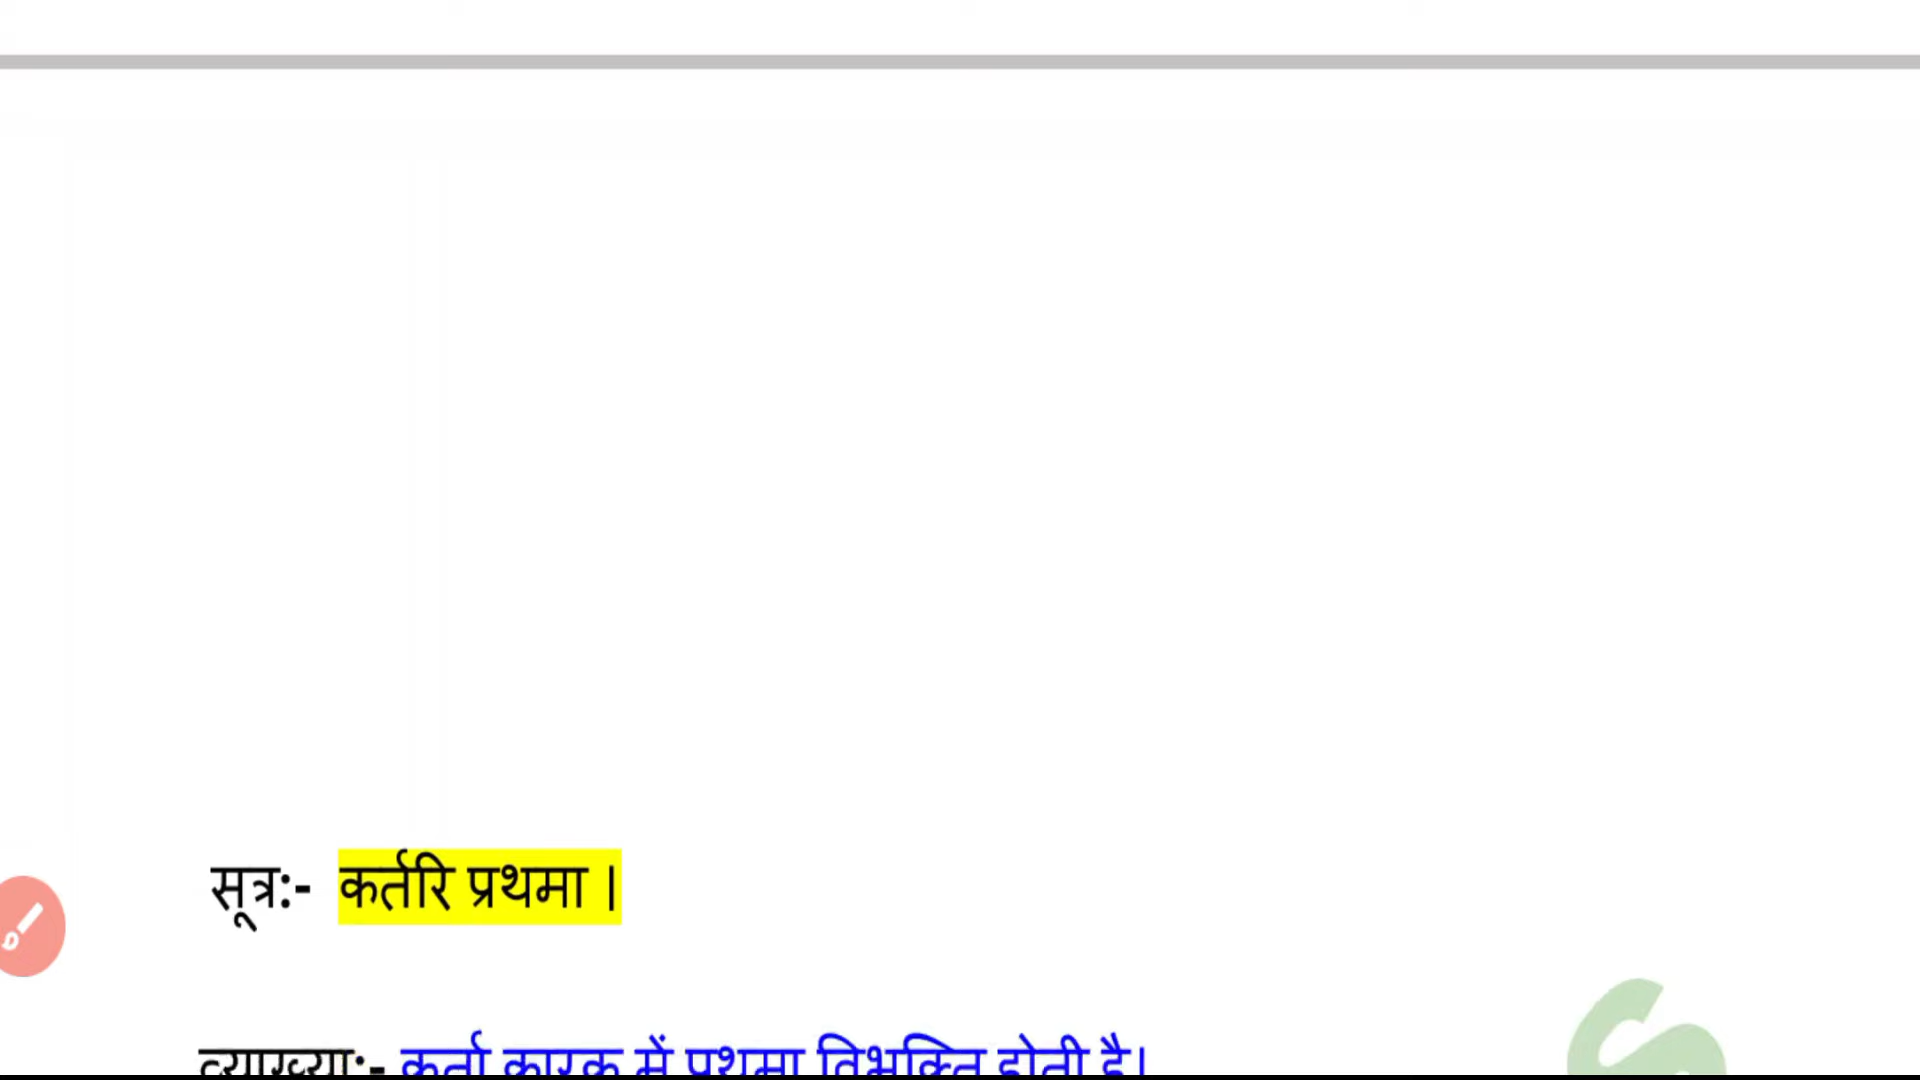 सूत्र:- कर्तरि प्रथमा ।
व्याख्या:- कर्ता कारक में प्रथमा विभक्ति होती है।